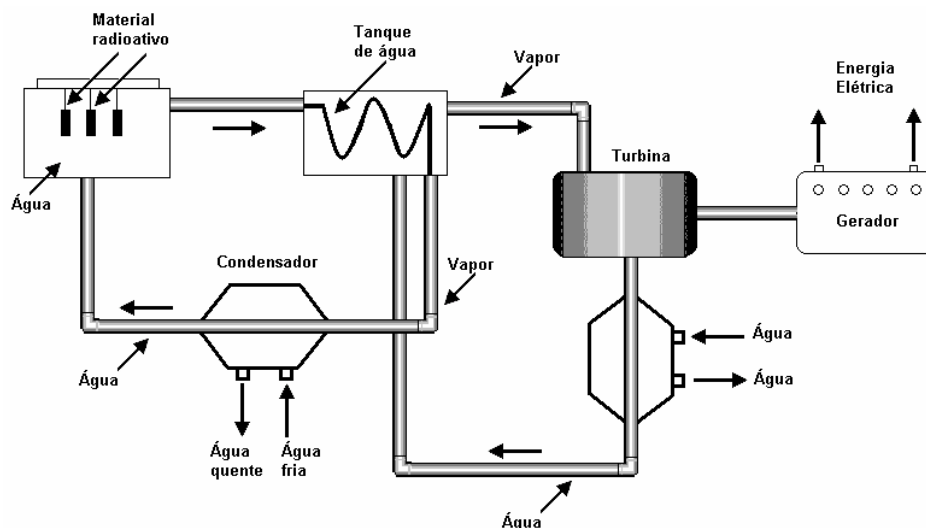 Material
radioativo
Tanque
de água
Vapor
Energia
Elétrica
Turbina
Água
Gerador
Condensador
Vapor
Água
Água
Água
Água
quente
Água
fria
Água